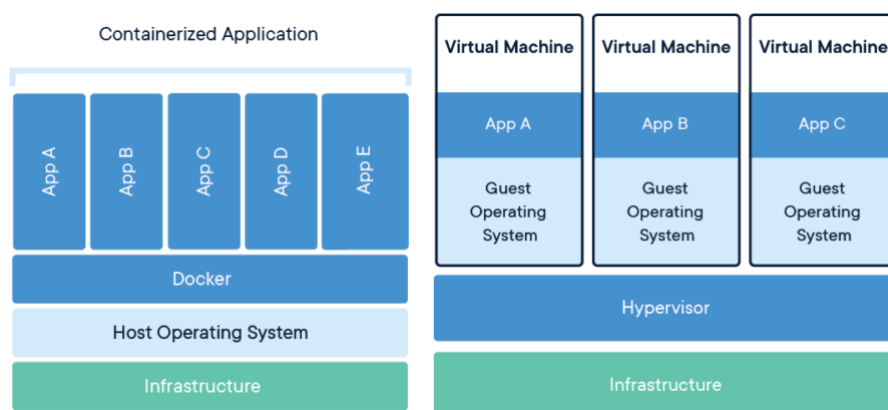 Containerized Application
App A
App B
App C
App D
App E
Docker
Host Operating System
Infrastructure
Virtual Machine
App A
Guest
Operating
System
Virtual Machine
App B
Guest
Operating
System
Virtual Machine
App C
Guest
Operating
System
Hypervisor
Infrastructure